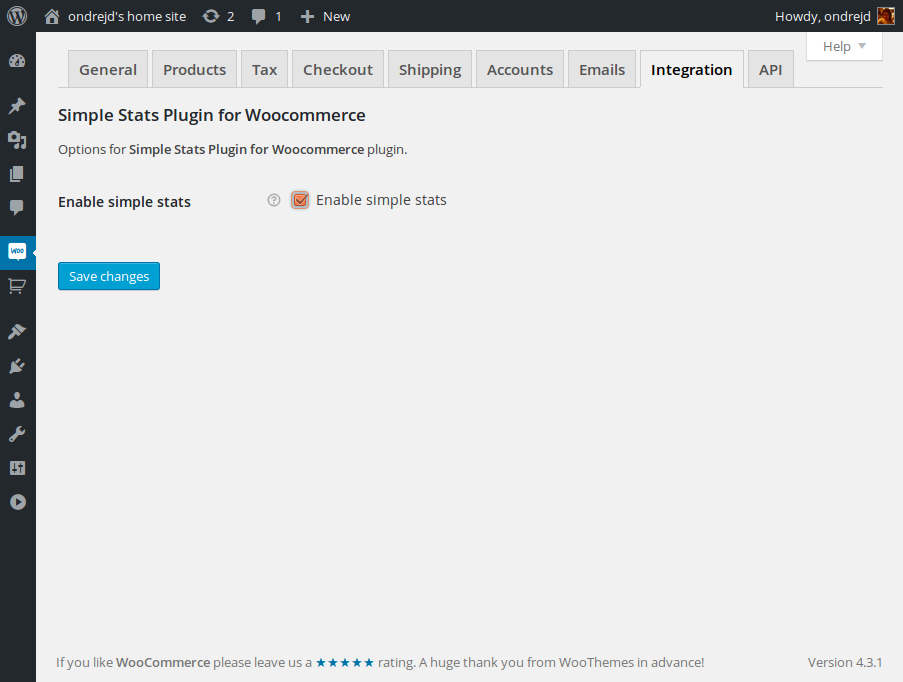 ondrejd's home site 2 1 New Howdy, ondrejd
Help
General Products Tax Checkout Shipping Accounts Emails Integration API
Simple Stats Plugin for Woocommerce
Options for Simple Stats Plugin for Woocommerce plugin.
Enable simple stats ? Enable simple stats
woo
Save changes
If you like WooCommerce please leave us a ★★★★★ rating. A huge thank you from WooThemes in advance! Version 4.3.1